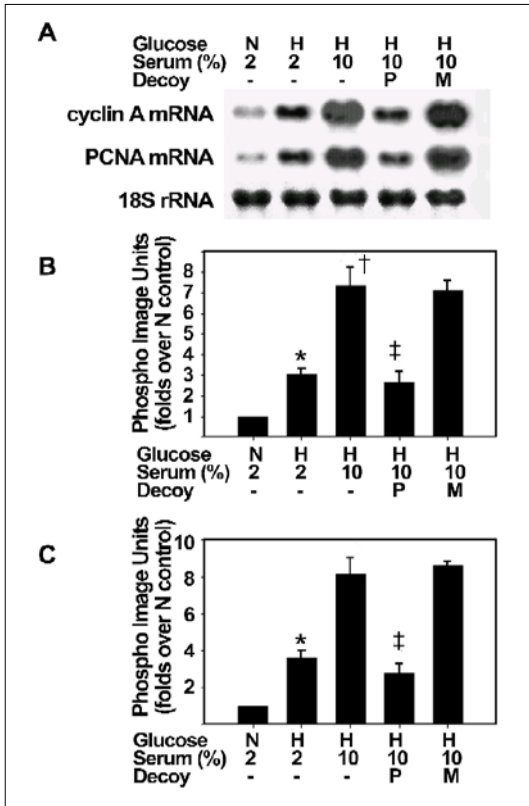 A
Glucose N H H H H
Serum (%) 2 2 10 10 10
Decoy - - - P M
cyclin A mRNA
PCNA mRNA
18S rRNA
B
Phospho Image Units
(folds over N control)
8
7
6
5
4
3
2
1
*
†
‡
Glucose N H H H H
Serum (%) 2 2 10 10 10
Decoy - - - P M
C
Phospho Image Units
(folds over N control)
10
8
6
4
2
*
‡
Glucose N H H H H
Serum (%) 2 2 10 10 10
Decoy - - - P M